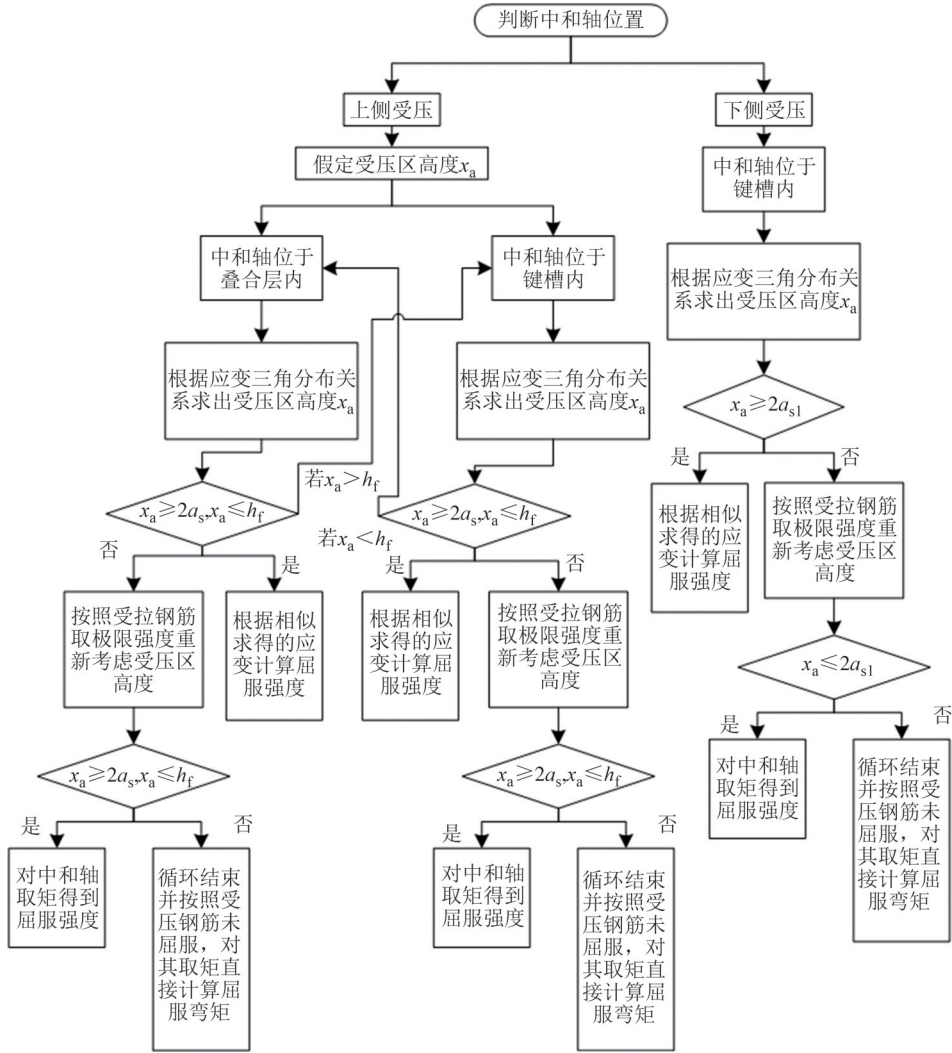 判断中和轴位置
上侧受压
下侧受压
假定受压区高度xa
中和轴位于
键槽内
中和轴位于
叠合层内
中和轴位于
键槽内
根据应变三角分布关
系求出受压区高度xa
根据应变三角分布关
系求出受压区高度xa
根据应变三角分布关
系求出受压区高度xa
xa≥2as1
是
否
若xa>hf
xa≥2as,xa≤hf
xa≥2as,xa≤hf
若xa<hf
根据相似
求得的应
变计算屈
服强度
按照受拉钢筋
取极限强度重
新考虑受压区
高度
否
是
是
否
按照受拉钢筋
取极限强度重
新考虑受压区
高度
根据相似
求得的应
变计算屈
服强度
根据相似
求得的应
变计算屈
服强度
按照受拉钢筋
取极限强度重
新考虑受压区
高度
xa≤2as1
是
否
xa≥2as,xa≤hf
xa≥2as,xa≤hf
对中和轴
取矩得到
屈服强度
循环结束
并按照受
压钢筋未
屈服，对
其取矩直
接计算屈
服弯矩
是
否
是
否
对中和轴
取矩得到
屈服强度
循环结束
并按照受
压钢筋未
屈服，对
其取矩直
接计算屈
服弯矩
对中和轴
取矩得到
屈服强度
循环结束
并按照受
压钢筋未
屈服，对
其取矩直
接计算屈
服弯矩